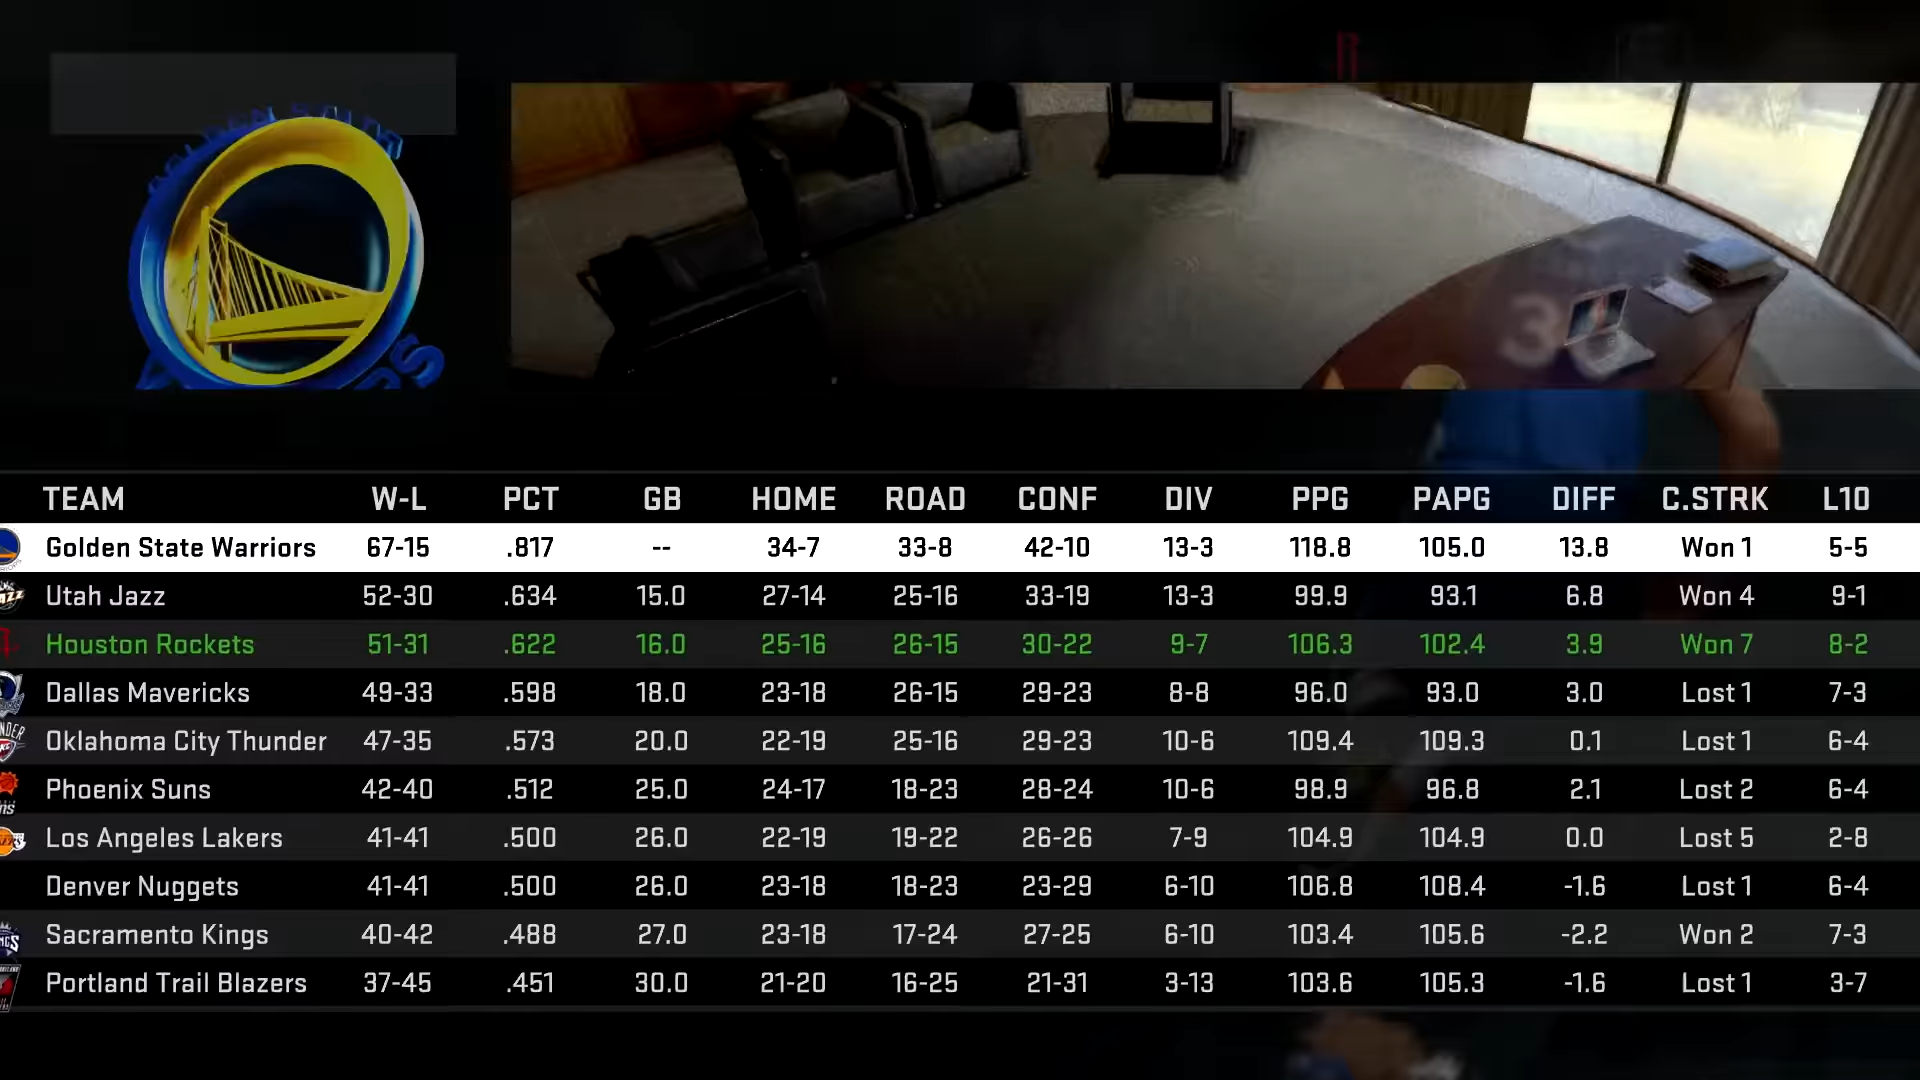 TEAM W-L PCT GB HOME ROAD CONF DIV PPG PAPG DIFF C.STRK L10
Golden State Warriors 67-15 .817 -- 34-7 33-8 42-10 13-3 118.8 105.0 13.8 Won 1 5-5
Utah Jazz 52-30 .634 15.0 27-14 25-16 33-19 13-3 99.9 93.1 6.8 Won 4 9-1
Houston Rockets 51-31 .622 16.0 25-16 26-15 30-22 9-7 106.3 102.4 3.9 Won 7 8-2
Dallas Mavericks 49-33 .598 18.0 23-18 26-15 29-23 8-8 96.0 93.0 3.0 Lost 1 7-3
Oklahoma City Thunder 47-35 .573 20.0 22-19 25-16 29-23 10-6 109.4 109.3 0.1 Lost 1 6-4
Phoenix Suns 42-40 .512 25.0 24-17 18-23 28-24 10-6 98.9 96.8 2.1 Lost 2 6-4
Los Angeles Lakers 41-41 .500 26.0 22-19 19-22 26-26 7-9 104.9 104.9 0.0 Lost 5 2-8
Denver Nuggets 41-41 .500 26.0 23-18 18-23 23-29 6-10 106.8 108.4 -1.6 Lost 1 6-4
Sacramento Kings 40-42 .488 27.0 23-18 17-24 27-25 6-10 103.4 105.6 -2.2 Won 2 7-3
Portland Trail Blazers 37-45 .451 30.0 21-20 16-25 21-31 3-13 103.6 105.3 -1.6 Lost 1 3-7